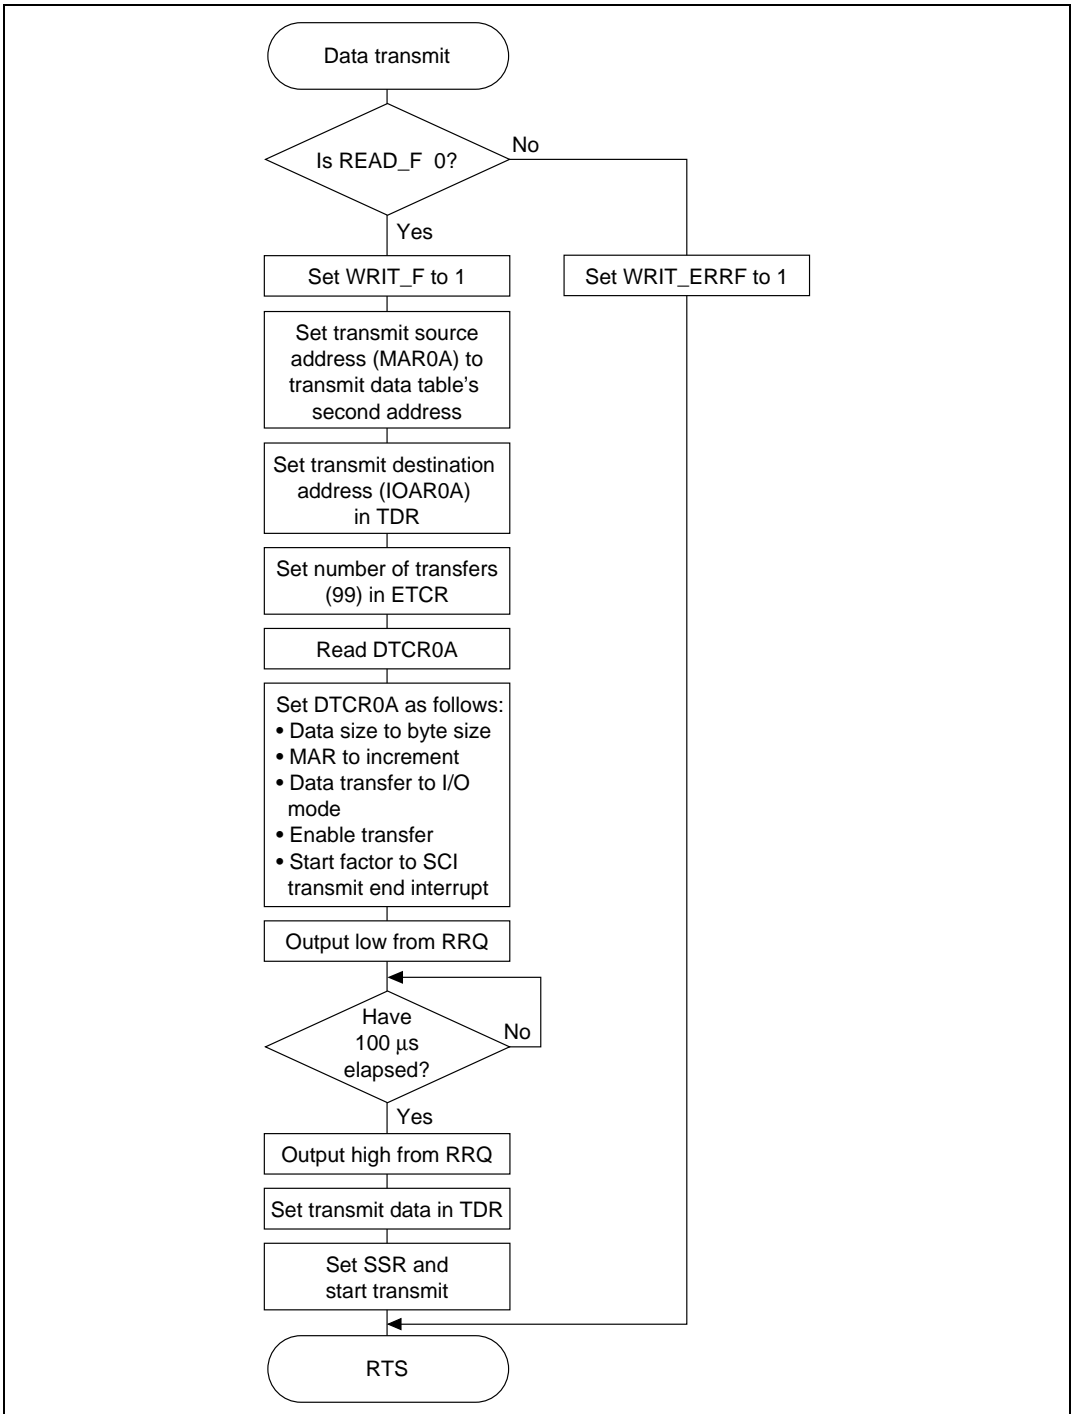 Data transmit
Is READ_F 0?
No
Yes
Set WRIT_F to 1
Set WRIT_ERRF to 1
Set transmit source
address (MAR0A) to
transmit data table's
second address
Set transmit destination
address (IOAR0A)
in TDR
Set number of transfers
(99) in ETCR
Read DTCR0A
Set DTCR0A as follows:
• Data size to byte size
• MAR to increment
• Data transfer to I/O
mode
• Enable transfer
• Start factor to SCI
transmit end interrupt
Output low from RRQ
Have
100 μs
elapsed?
No
Yes
Output high from RRQ
Set transmit data in TDR
Set SSR and
start transmit
RTS